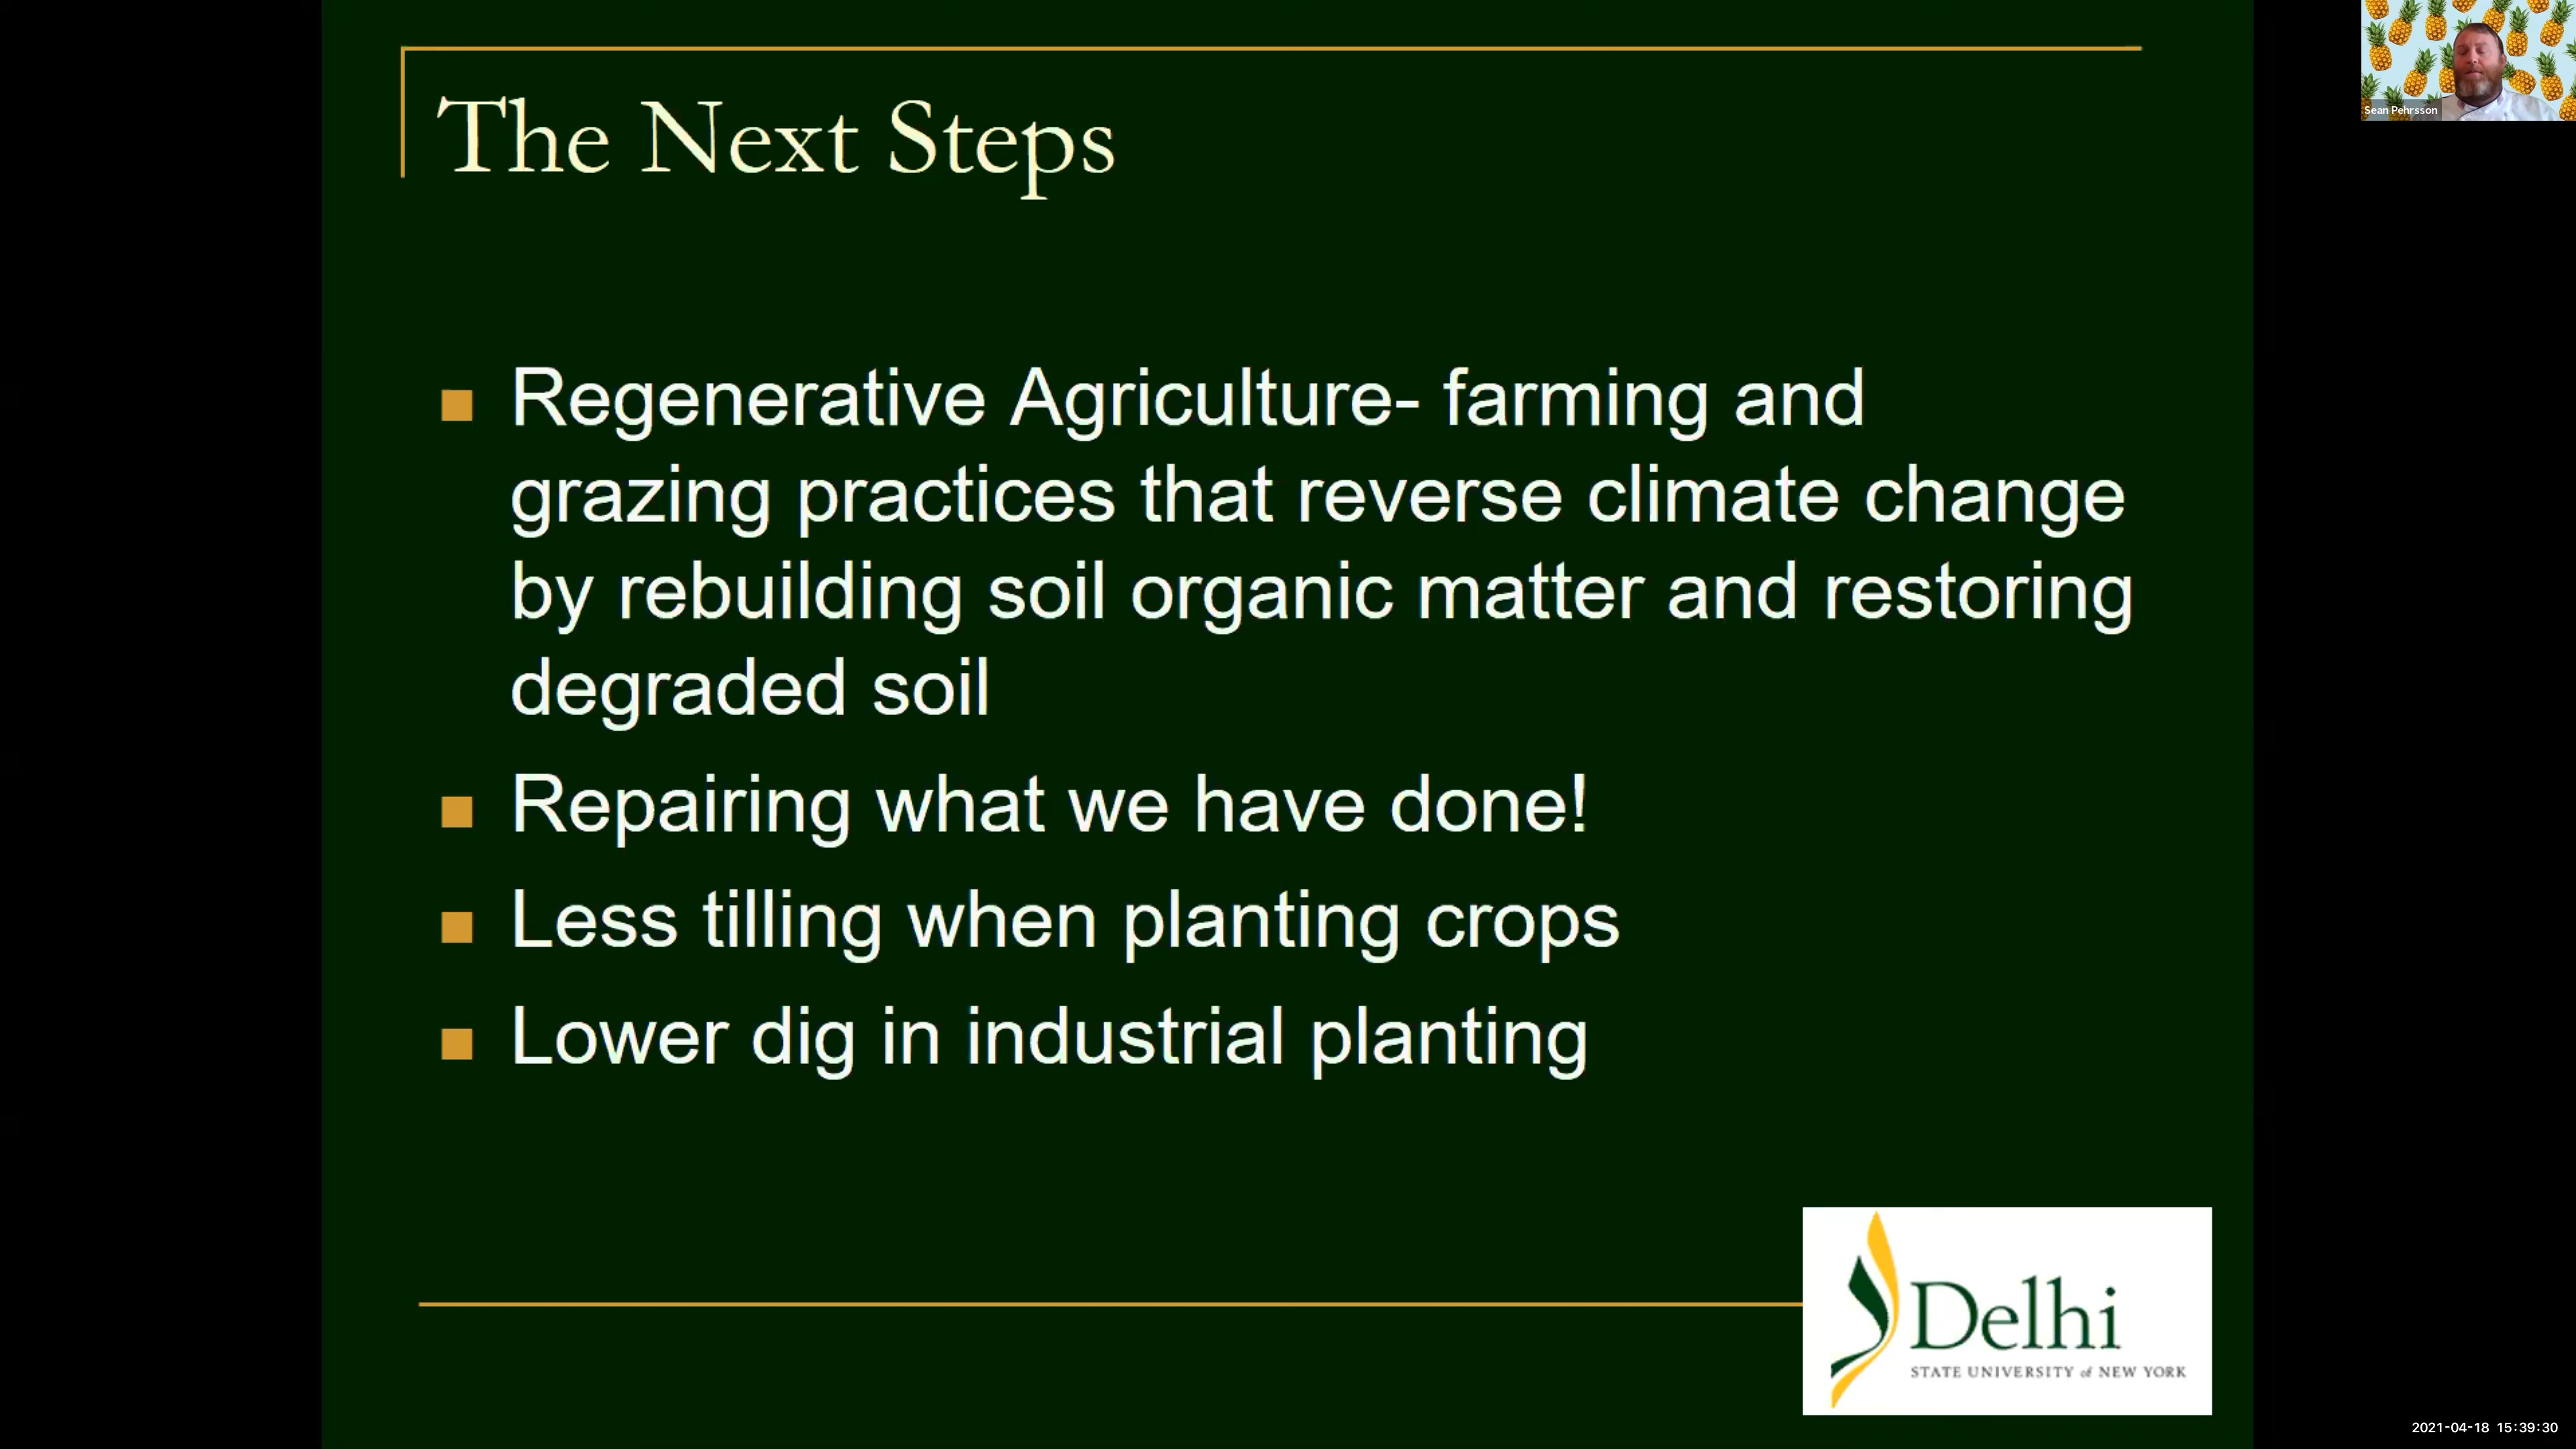 Sean Pehrsson
The Next Steps
Regenerative Agriculture- farming and
grazing practices that reverse climate change
by rebuilding soil organic matter and restoring
degraded soil
Repairing what we have done!
Less tilling when planting crops
Lower dig in industrial planting
Delhi
STATE UNIVERSITY of NEW YORK
2021-04-18 15:39:30